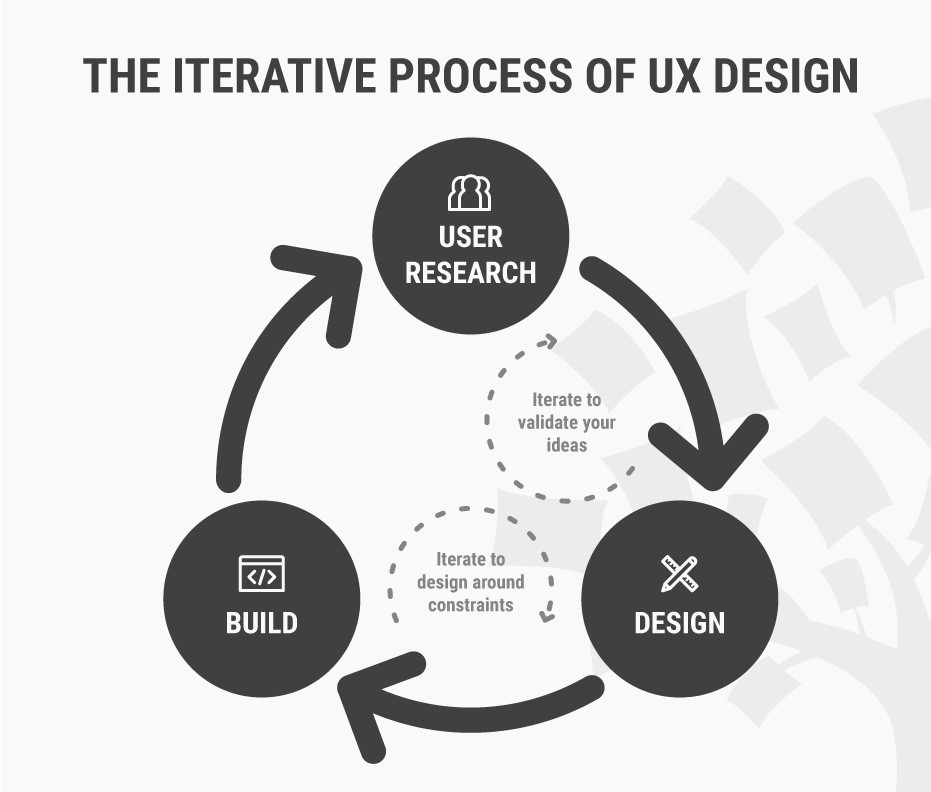 THE ITERATIVE PROCESS OF UX DESIGN
USER
RESEARCH
Iterate to
validate your
ideas
Iterate to
design around
constraints
</>
BUILD
DESIGN